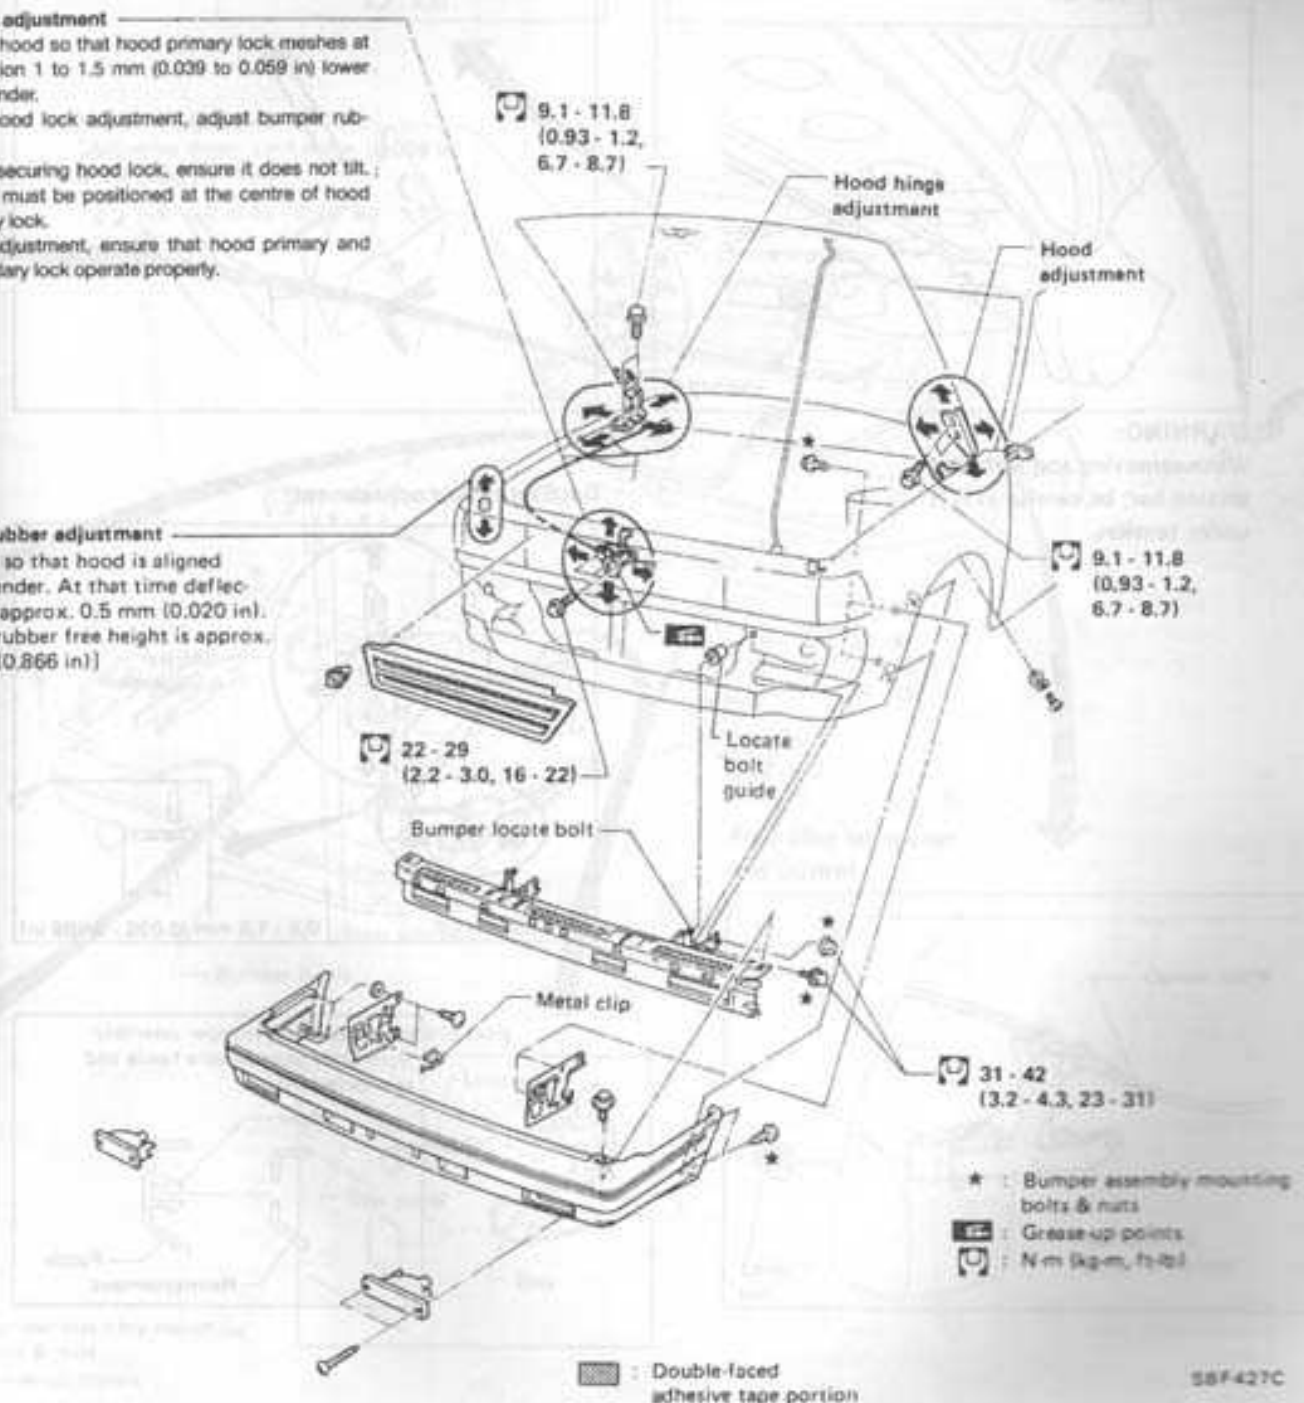 adjustment
hood so that hood primary lock meshes at
ion 1 to 1.5 mm (0.039 to 0.059 in) lower
nder.
ood lock adjustment, adjust bumper rub-
securing hood lock, ensure it does not tilt.
must be positioned at the centre of hood
y lock.
adjustment, ensure that hood primary and
dary lock operate properly.
9.1 - 11.8
(0.93 - 1.2,
6.7 - 8.7)
Hood hinge
adjustment
Hood
adjustment
ubber adjustment
so that hood is aligned
nder. At that time deflec-
approx. 0.5 mm (0.020 in).
rubber free height is approx.
(0.866 in)]
9.1 - 11.8
(0.93 - 1.2,
6.7 - 8.7)
22 - 29
(2.2 - 3.0, 16 - 22)
Locate
bolt
guide
Bumper locate bolt
Metal clip
31 - 42
(3.2 - 4.3, 23 - 31)
★ : Bumper assembly mounting
bolts & nuts
: Grease-up points
: N·m (kg-m, ft-lb)
: Double-faced
adhesive tape portion
SBF427C